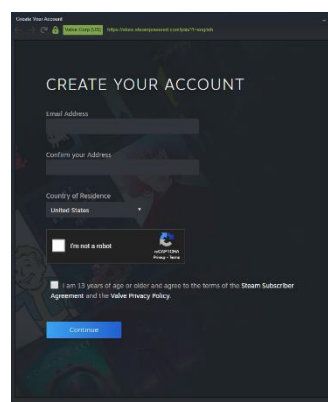 Create Your Account
Valve Corp [US] https://store.steampowered.com/join/?l=english
CREATE YOUR ACCOUNT
Email Address
Confirm your Address
Country of Residence
United States
I'm not a robot
reCAPTCHA
Privacy - Terms
I am 13 years of age or older and agree to the terms of the Steam Subscriber
Agreement and the Valve Privacy Policy.
Continue